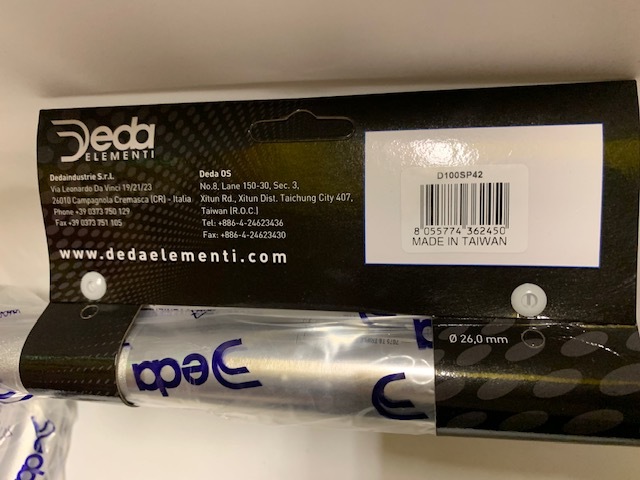 Deda
ELEMENTI
Dedaindustrie S.r.l.
Via Leonardo Da Vinci 19/21/23
26010 Campagnola Cremasca (CR) - Italia
Phone +39 0373 750 129
Fax +39 0373 751 105
Deda OS
No.8, Lane 150-30, Sec. 3,
Xitun Rd., Xitun Dist. Taichung City 407,
Taiwan (R.O.C.)
Tel: +886-4-24623436
Fax: +886-4-24623430
www.dedaelementi.com
D100SP42
8 055774 362450
MADE IN TAIWAN
Ø 26,0 mm
Deda
Deda